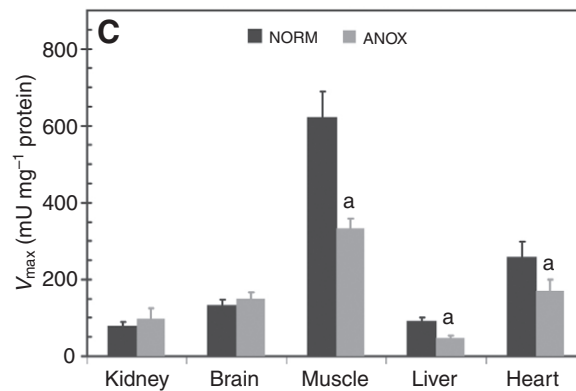 C
NORM ANOX
800
600
400
200
0
Vmax (mU mg–1 protein)
a
a
a
Kidney Brain Muscle Liver Heart